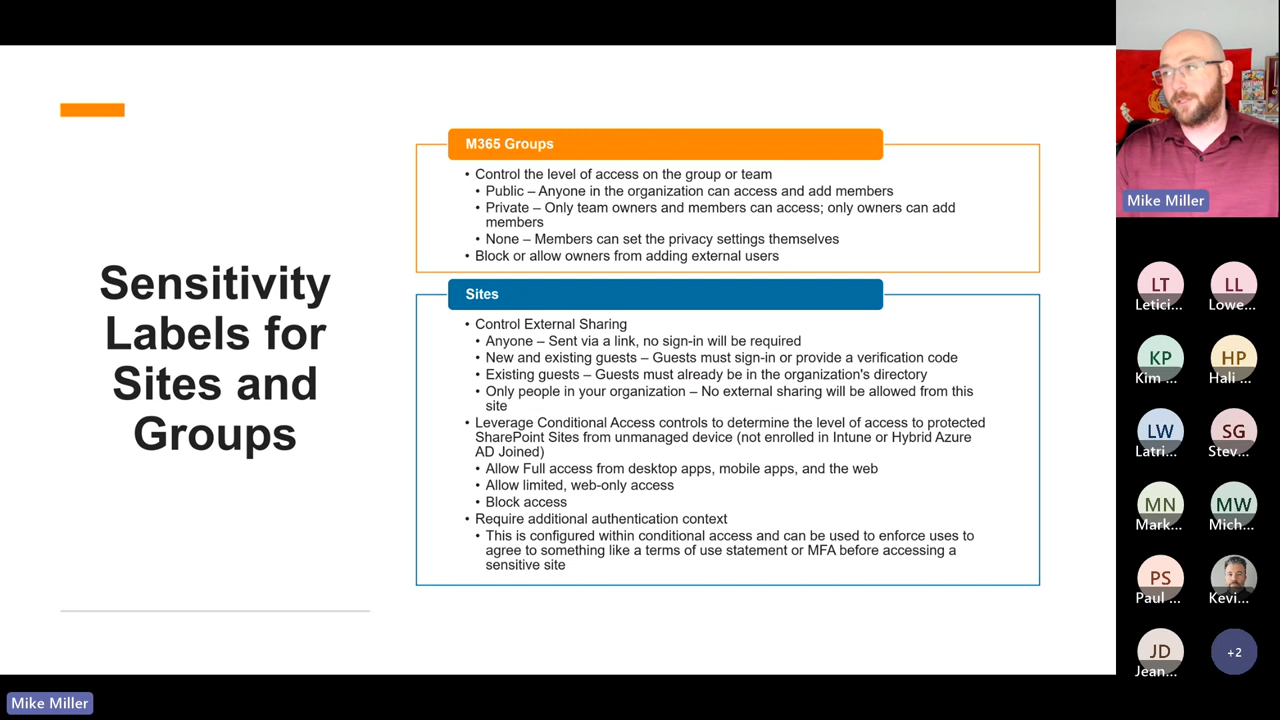 Sensitivity
Labels for
Sites and
Groups
M365 Groups
• Control the level of access on the group or team
• Public – Anyone in the organization can access and add members
• Private – Only team owners and members can access; only owners can add
members
• None – Members can set the privacy settings themselves
• Block or allow owners from adding external users
Sites
• Control External Sharing
• Anyone – Sent via a link, no sign-in will be required
• New and existing guests – Guests must sign-in or provide a verification code
• Existing guests – Guests must already be in the organization's directory
• Only people in your organization – No external sharing will be allowed from this
site
• Leverage Conditional Access controls to determine the level of access to protected
SharePoint Sites from unmanaged device (not enrolled in Intune or Hybrid Azure
AD Joined)
• Allow Full access from desktop apps, mobile apps, and the web
• Allow limited, web-only access
• Block access
• Require additional authentication context
• This is configured within conditional access and can be used to enforce uses to
agree to something like a terms of use statement or MFA before accessing a
sensitive site
Mike Miller
LT LL
Letici... Lowe...
KP HP
Kim ... Hali ...
LW SG
Latri... Stev...
MN MW
Mark... Mich...
PS
Paul ... Kevi...
JD +2
Jean...
Mike Miller